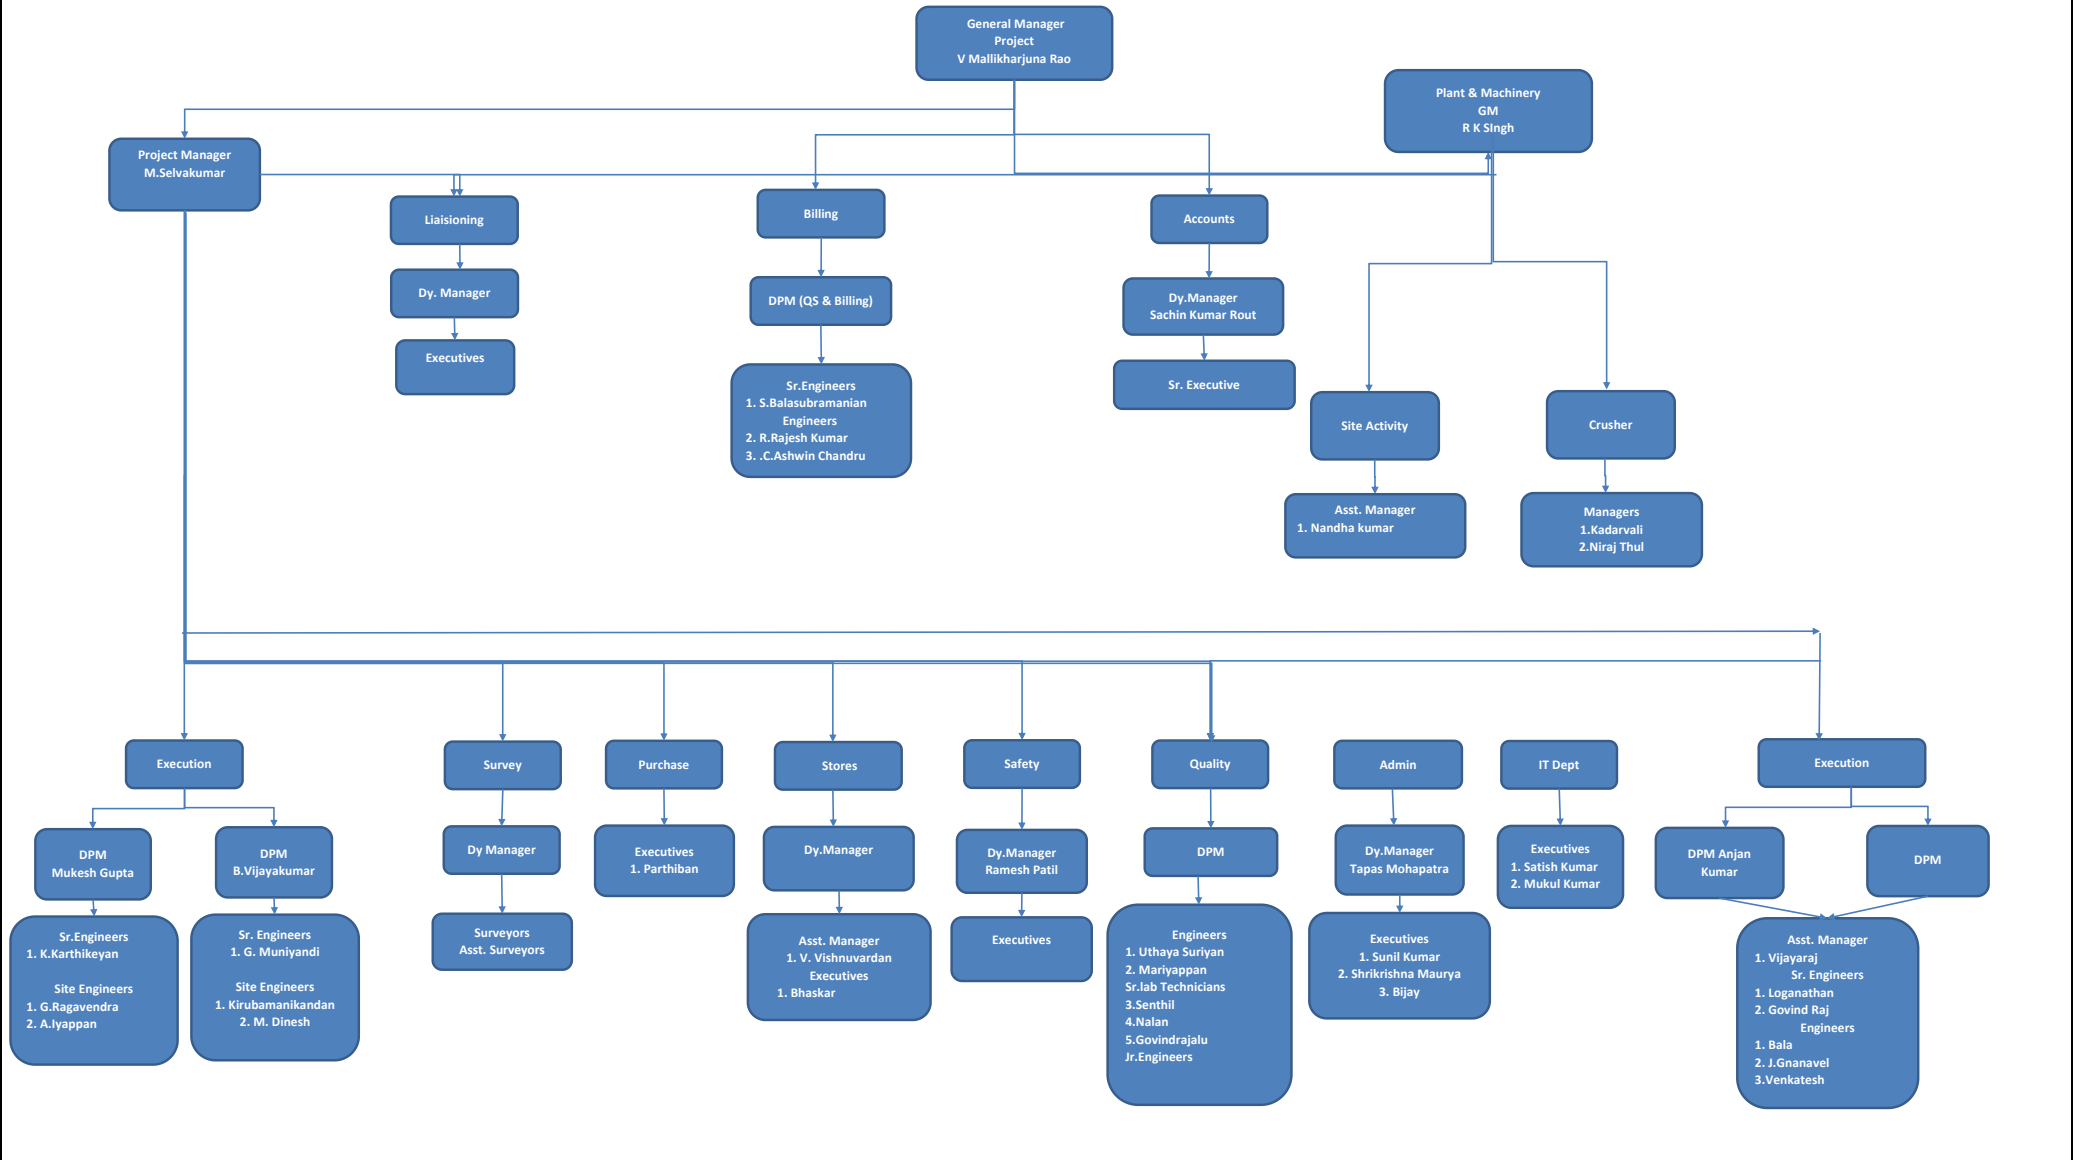 General Manager
Project
V Mallikharjuna Rao
Plant & Machinery
GM
R K SIngh
Project Manager
M.Selvakumar
Liaisioning
Billing
Accounts
Dy. Manager
DPM (QS & Billing)
Dy.Manager
Sachin Kumar Rout
Executives
Sr.Engineers
1. S.Balasubramanian
Engineers
2. R.Rajesh Kumar
3. .C.Ashwin Chandru
Sr. Executive
Site Activity
Crusher
Asst. Manager
1. Nandha kumar
Managers
1.Kadarvali
2.Niraj Thul
Execution
Survey
Purchase
Stores
Safety
Quality
Admin
IT Dept
Execution
DPM
Mukesh Gupta
DPM
B.Vijayakumar
Dy Manager
Executives
1. Parthiban
Dy.Manager
Dy.Manager
Ramesh Patil
DPM
Dy.Manager
Tapas Mohapatra
Executives
1. Satish Kumar
2. Mukul Kumar
DPM Anjan
Kumar
DPM
Sr.Engineers
1. K.Karthikeyan
Site Engineers
1. G.Ragavendra
2. A.Iyappan
Sr. Engineers
1. G. Muniyandi
Site Engineers
1. Kirubamanikandan
2. M. Dinesh
Surveyors
Asst. Surveyors
Asst. Manager
1. V. Vishnuvardan
Executives
1. Bhaskar
Executives
Engineers
1. Uthaya Suriyan
2. Mariyappan
Sr.lab Technicians
3.Senthil
4.Nalan
5.Govindrajalu
Jr.Engineers
Executives
1. Sunil Kumar
2. Shrikrishna Maurya
3. Bijay
Asst. Manager
1. Vijayaraj
Sr. Engineers
1. Loganathan
2. Govind Raj
Engineers
1. Bala
2. J.Gnanavel
3.Venkatesh